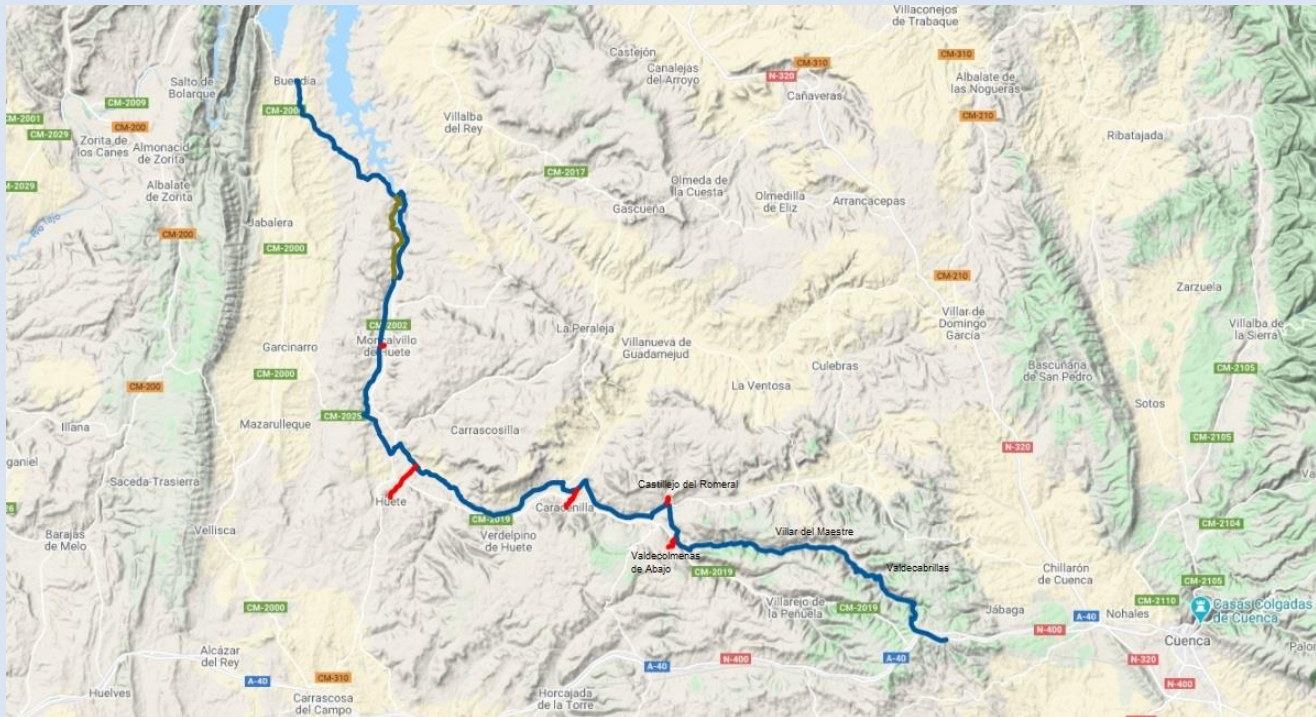 Villaconejos
de Trabaque
Castejón
CM-310
CM-310
Salto de
Bolarque
Buendía
Canalejas
del Arroyo
N-320
Albalate de
las Nogueras
CM-2009
CM-200
Cañaveras
CM-2001
CM-200
Villalba
del Rey
CM-210
CM-2029
Zorita de
los Canes
Almonacid
de Zorita
Ribatajada
CM-2017
Albalate
de Zorita
Olmeda de
la Cuesta
Olmedilla
de Eliz
Arrancacepas
Gascueña
Río Tajo
Jabalera
CM-200
CM-2000
CM-210
Zarzuela
CM-2002
La Peraleja
Villar de
Domingo
García
Villalba de
la Sierra
Moncalvillo
de Huete
Garcinarro
Villanueva de
Guadamejud
Culebras
Bascuñana
de San Pedro
CM-2105
CM-2000
CM-200
La Ventosa
Sotos
CM-2025
Illana
Mazarulleque
Carrascosilla
CM-2105
N-320
Saceda-Trasierra
Castillejo del Romeral
Huete
Caracenilla
CM-2019
CM-2104
Barajas
de Melo
Vellisca
Verdelpino
de Huete
Villar del Maestre
Valdecolmenas
de Abajo
CM-2019
Valdecabrillas
Chillarón
de Cuenca
CM-2105
CM-2000
Villarejo de
la Peñuela
CM-2019
Jábaga
Nohales
CM-2110
Casas Colgadas
de Cuenca
A-40
N-400
Cuenca
Alcázar
del Rey
A-40
N-400
A-40
N-320
A-40
CM-310
N-400
Huelves
Carrascosa
del Campo
Horcajada
de la Torre